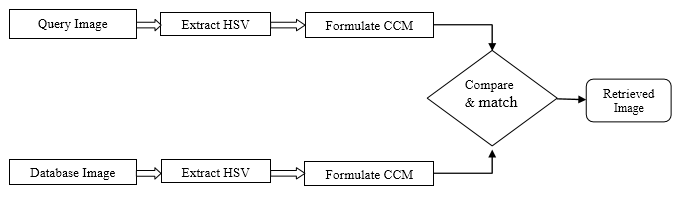 Query Image
Extract HSV
Formulate CCM
Compare
& match
Retrieved
Image
Database Image
Extract HSV
Formulate CCM